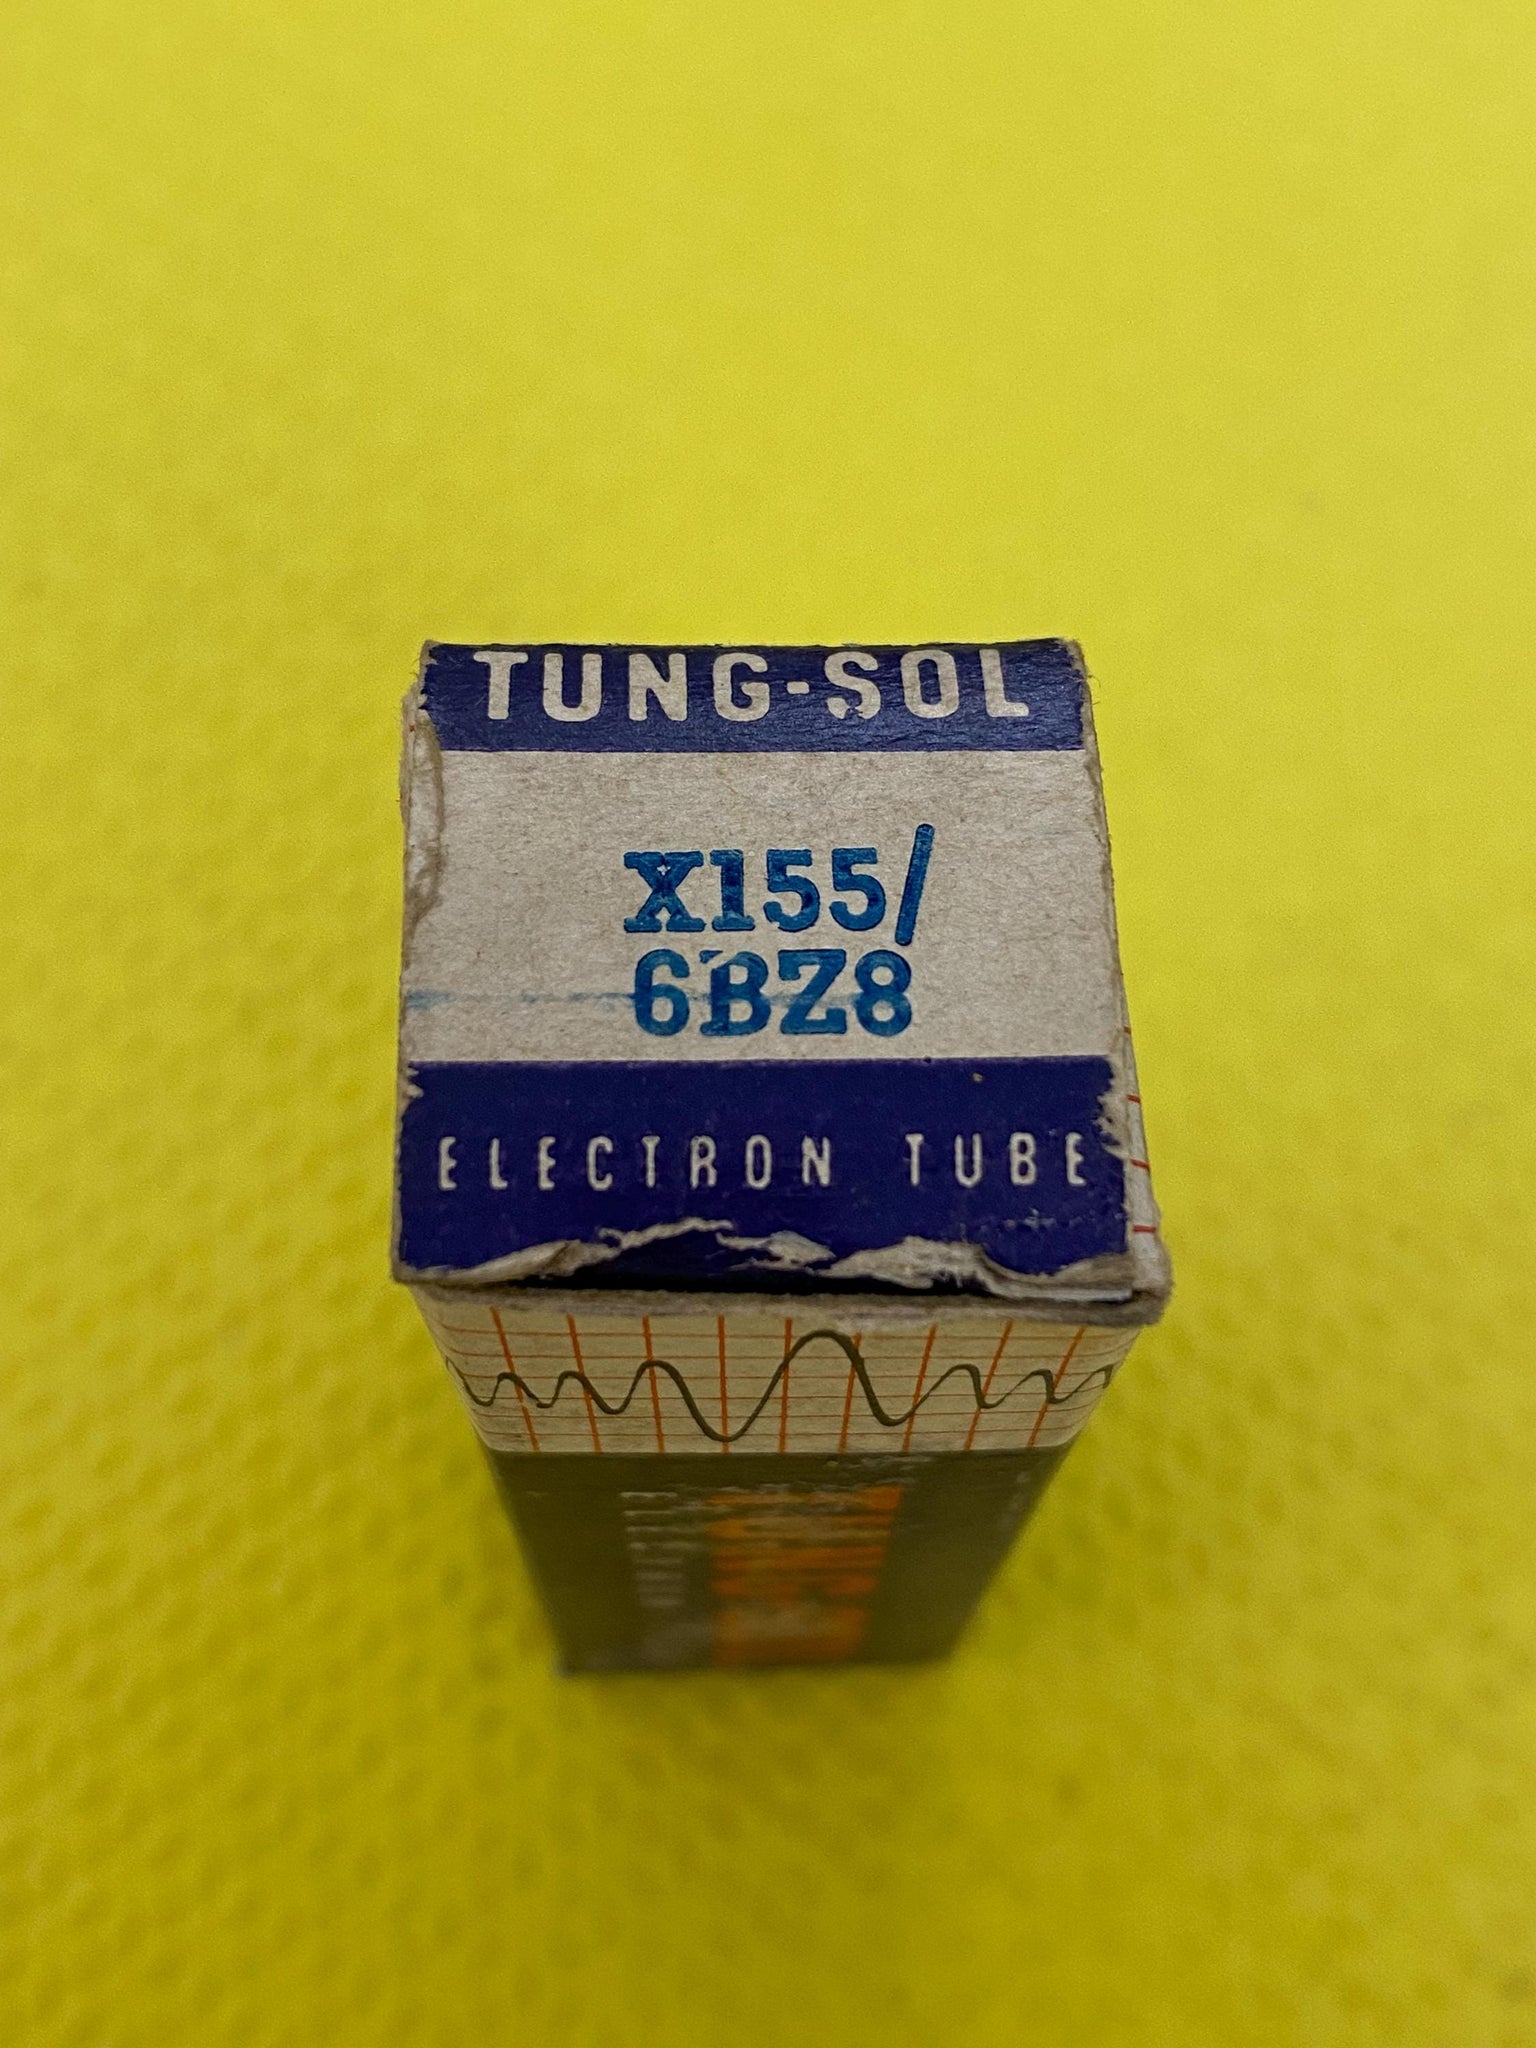 TUNG-SOL
X155/
6BZ8
ELECTRON TUBE